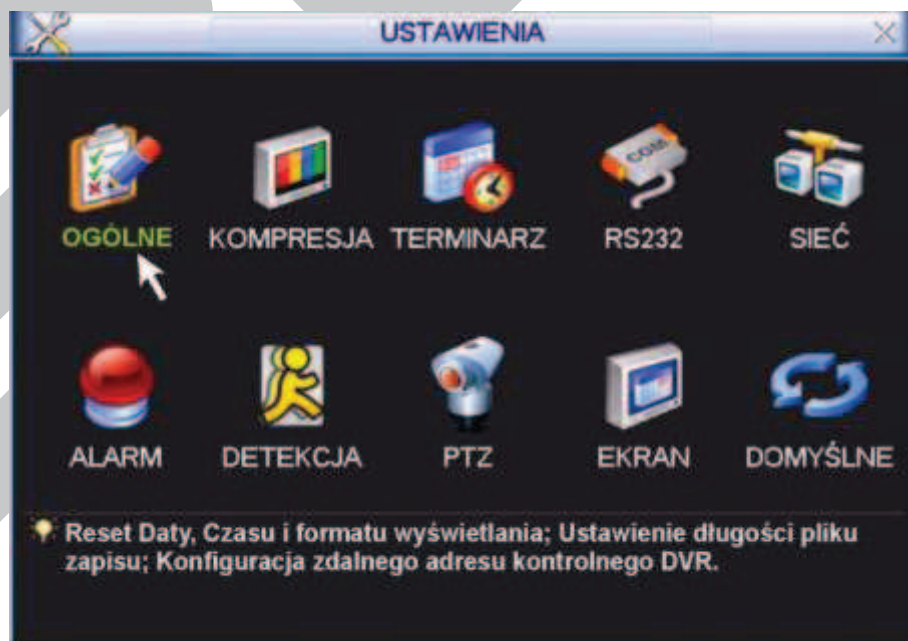 USTAWIENIA
OGÓLNE KOMPRESJA TERMINARZ RS232 SIEĆ
COM
ALARM DETEKCJA PTZ EKRAN DOMYŚLNE
Reset Daty, Czasu i formatu wyświetlania; Ustawienie długości pliku
zapisu; Konfiguracja zdalnego adresu kontrolnego DVR.